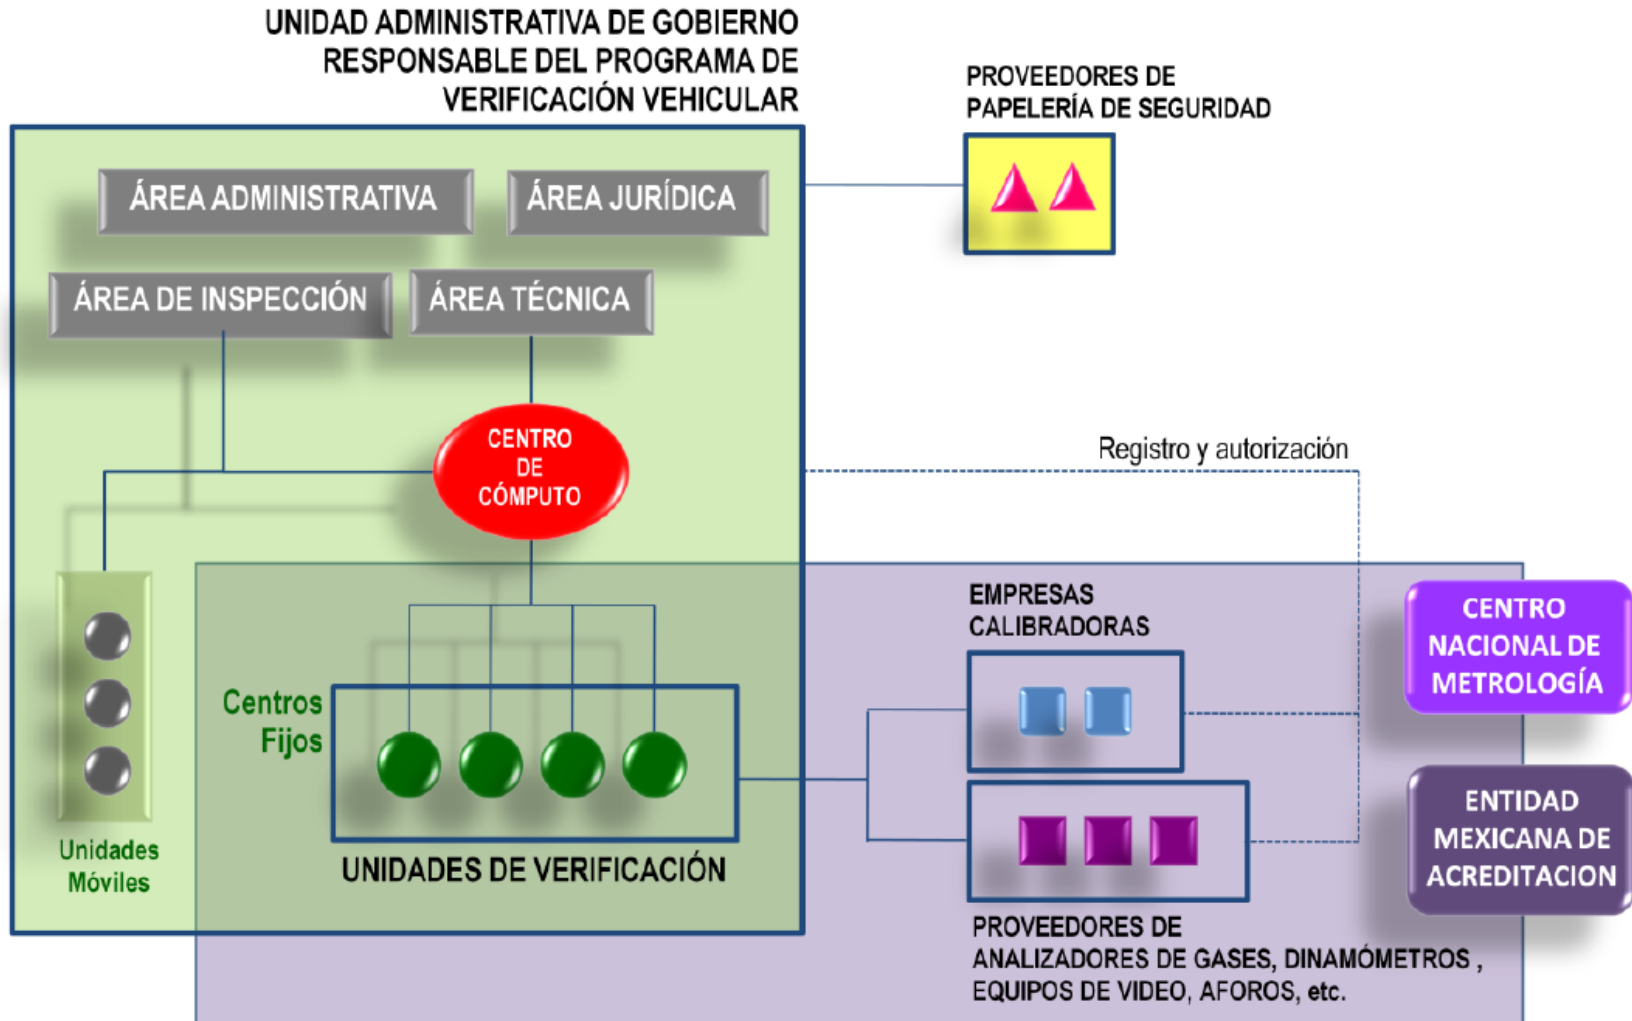 UNIDAD ADMINISTRATIVA DE GOBIERNO
RESPONSABLE DEL PROGRAMA DE
VERIFICACIÓN VEHICULAR
PROVEEDORES DE
PAPELERÍA DE SEGURIDAD
ÁREA ADMINISTRATIVA
ÁREA JURÍDICA
ÁREA DE INSPECCIÓN
ÁREA TÉCNICA
CENTRO
DE
CÓMPUTO
Registro y autorización
EMPRESAS
CALIBRADORAS
CENTRO
NACIONAL DE
METROLOGÍA
Centros
Fijos
ENTIDAD
MEXICANA DE
ACREDITACION
Unidades
Móviles
UNIDADES DE VERIFICACIÓN
PROVEEDORES DE
ANALIZADORES DE GASES, DINAMÓMETROS ,
EQUIPOS DE VIDEO, AFOROS, etc.